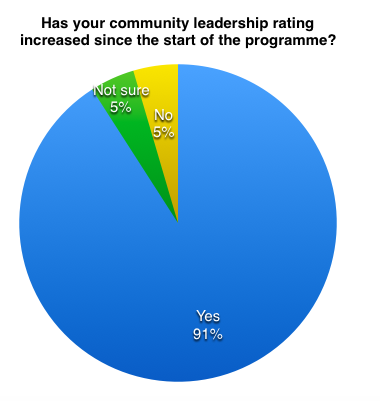 Has your community leadership rating
increased since the start of the programme?
Not sure
5%
No
5%
Yes
91%